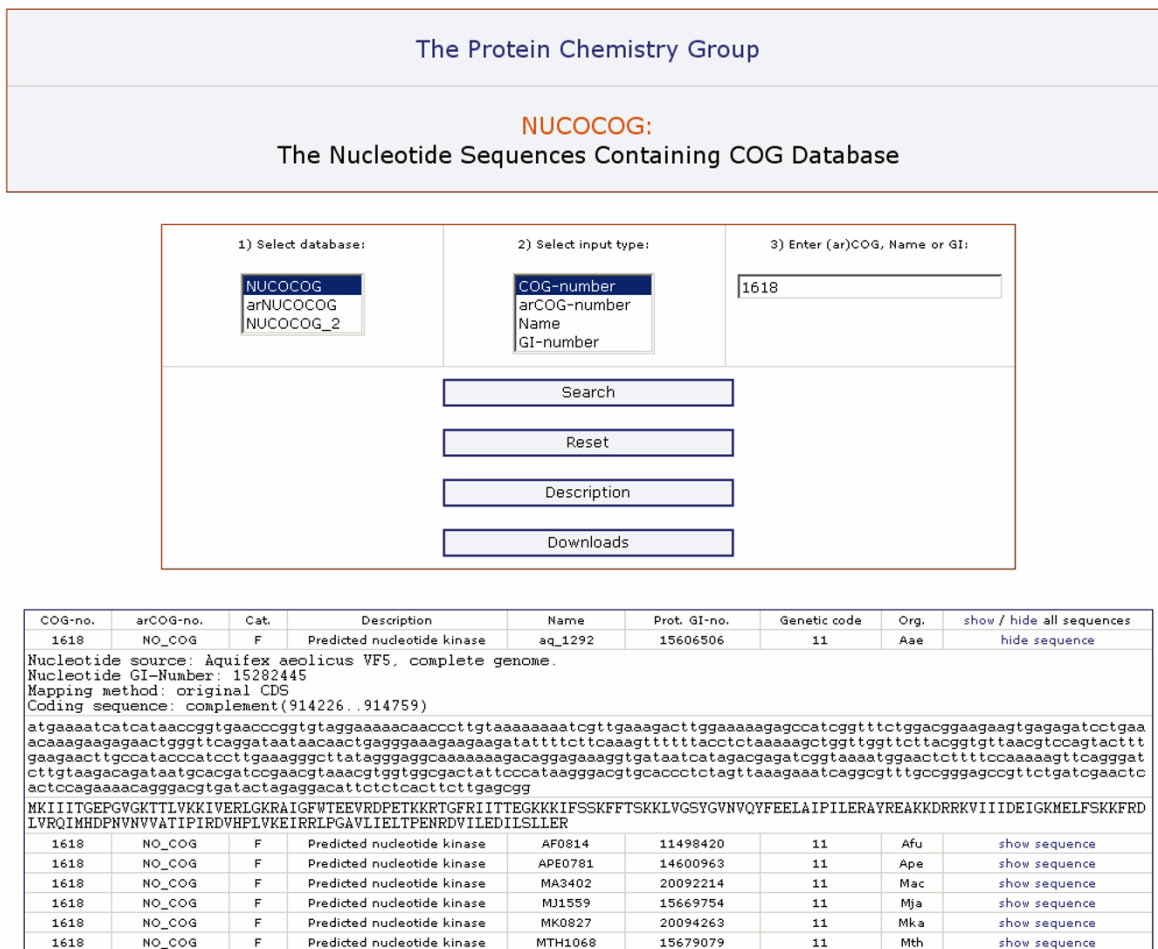 The Protein Chemistry Group
NUCOCOG:
The Nucleotide Sequences Containing COG Database
1) Select database:
NUCOCOG
arNUCOCOG
NUCOCOG_2
2) Select input type:
COG-number
arCOG-number
Name
GI-number
3) Enter (ar)COG, Name or GI:
1618
Search
Reset
Description
Downloads
COG-no. arCOG-no. Cat. Description Name Prot. GI-no. Genetic code Org. show / hide all sequences
1618 NO_COG F Predicted nucleotide kinase aq_1292 15606506 11 Aae hide sequence
Nucleotide source: Aquifex aeolicus VF5, complete genome.
Nucleotide GI-Number: 15282445
Mapping method: original CDS
Coding sequence: complement(914226..914759)
atgaaaatcatcataaccggtgaacccggtgtaggaaaaacaacccttgtaaaaaaaatcgttgaaagacttggaaaaagagccatcggtttctggacggaagaagtgagagatcctgaa
acaaagaagagaactgggttcaggataataacaactgagggaaagaagaagatattttcttcaaagttttttacctctaaaaagctggttggttcttacggtgttaacgtccagtacttt
gaagaacttgccatacccatccttgaaagggcttatagggaggcaaaaaaagacaggagaaaggtgataatcatagacgagatcggtaaaatggaactcttttccaaaaagttcagggat
cttgtaagacagataatgcacgatccgaacgtaaacgtggtggcgactattcccataagggacgtgcaccctctagttaaagaaatcaggcgtttgccgggagccgttctgatcgaactc
actccagaaaacagggacgtgatactagaggacattctctcacttcttgagcgg
MKIIITGEPGVGKTTLVKKIVERLGKRAIGFWTEEVRDPETKKRTGFRIITTEGKKKIFSSKFFTSKKLVGSYGVNVQYFEELAIPILERAYREAKKDRRKVIIIDEIGKMELFSKKFRD
LVRQIMHDPNVNVVATIPIRDVHPLVKEIRRLPGAVLIELTPENRDVILEDILSLLER
1618 NO_COG F Predicted nucleotide kinase AF0814 11498420 11 Afu show sequence
1618 NO_COG F Predicted nucleotide kinase APE0781 14600963 11 Ape show sequence
1618 NO_COG F Predicted nucleotide kinase MA3402 20092214 11 Mac show sequence
1618 NO_COG F Predicted nucleotide kinase MJ1559 15669754 11 Mja show sequence
1618 NO_COG F Predicted nucleotide kinase MK0827 20094263 11 Mka show sequence
1618 NO_COG F Predicted nucleotide kinase MTH1068 15679079 11 Mth show sequence